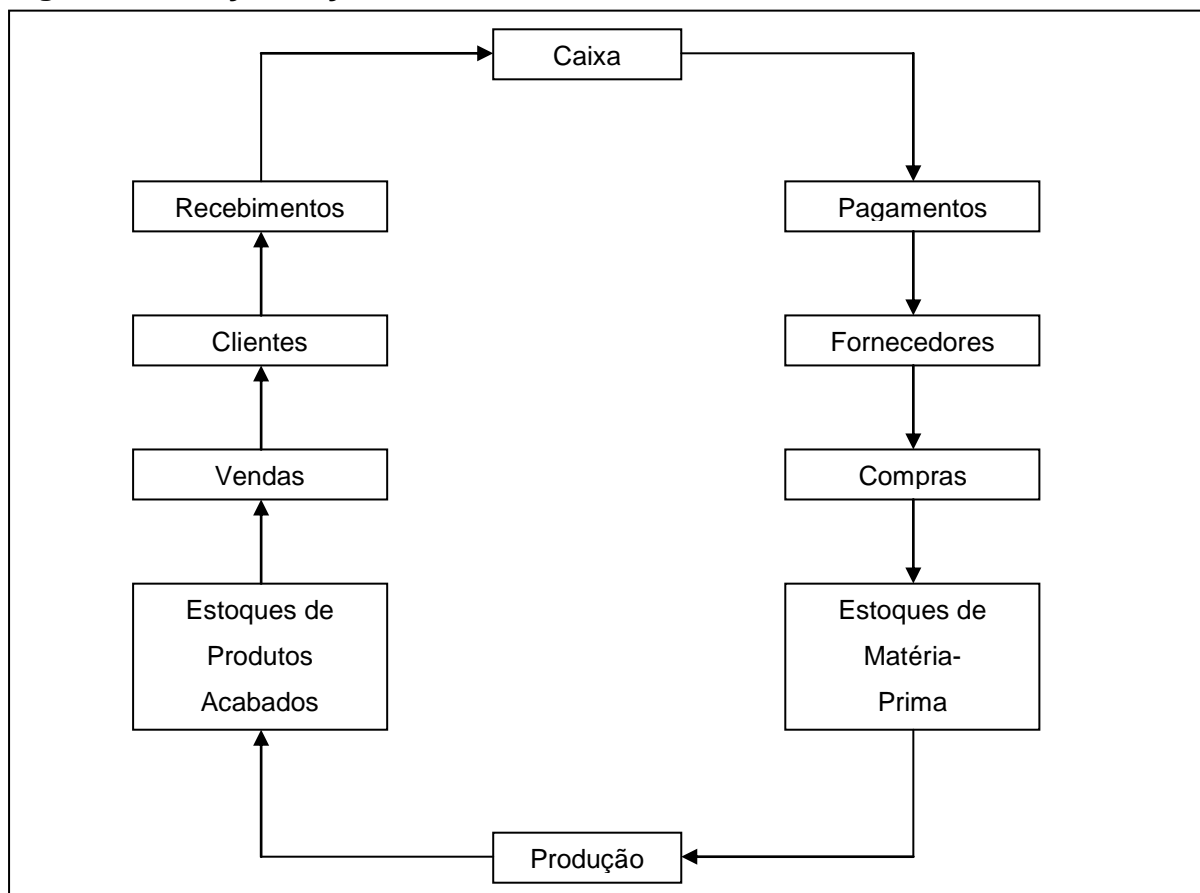 Caixa
Recebimentos
Pagamentos
Clientes
Fornecedores
Vendas
Compras
Estoques de
Produtos
Acabados
Estoques de
Matéria-
Prima
Produção